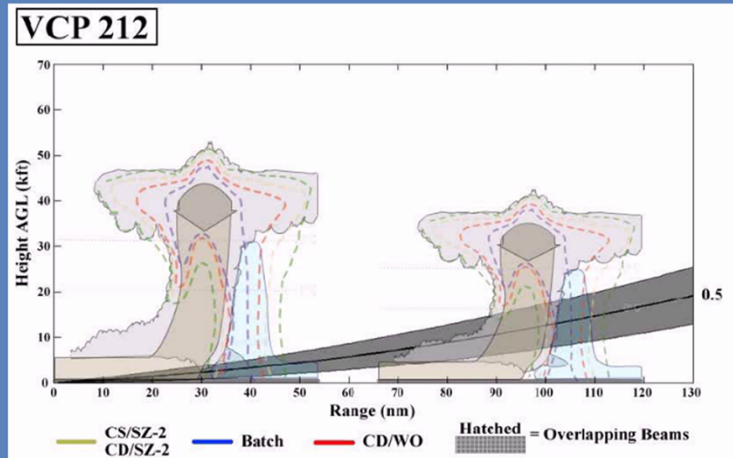 VCP 212
Height AGL (kft)
70
60
50
40
30
20
10
0
0.5
0 10 20 30 40 50 60 70 80 90 100 110 120 130
Range (nm)
CS/SZ-2
CD/SZ-2
Batch
CD/WO
Hatched
= Overlapping Beams